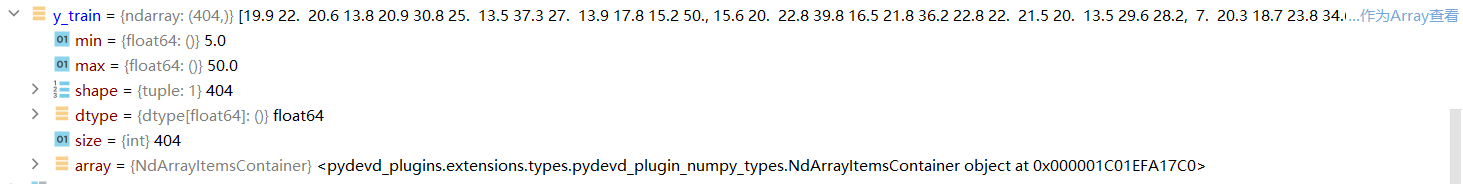 y_train = {ndarray: (404,)} [19.9 22. 20.6 13.8 20.9 30.8 25. 13.5 37.3 27. 13.9 17.8 15.2 50., 15.6 20. 22.8 39.8 16.5 21.8 36.2 22.8 22. 21.5 20. 13.5 29.6 28.2, 7. 20.3 18.7 23.8 34. ...作为Array查看
01 min = {float64: ()} 5.0
01 max = {float64: ()} 50.0
shape = {tuple: 1} 404
dtype = {dtype[float64]: ()} float64
01 size = {int} 404
array = {NdArrayItemsContainer} <pydevd_plugins.extensions.types.pydevd_plugin_numpy_types.NdArrayItemsContainer object at 0x000001C01EFA17C0>